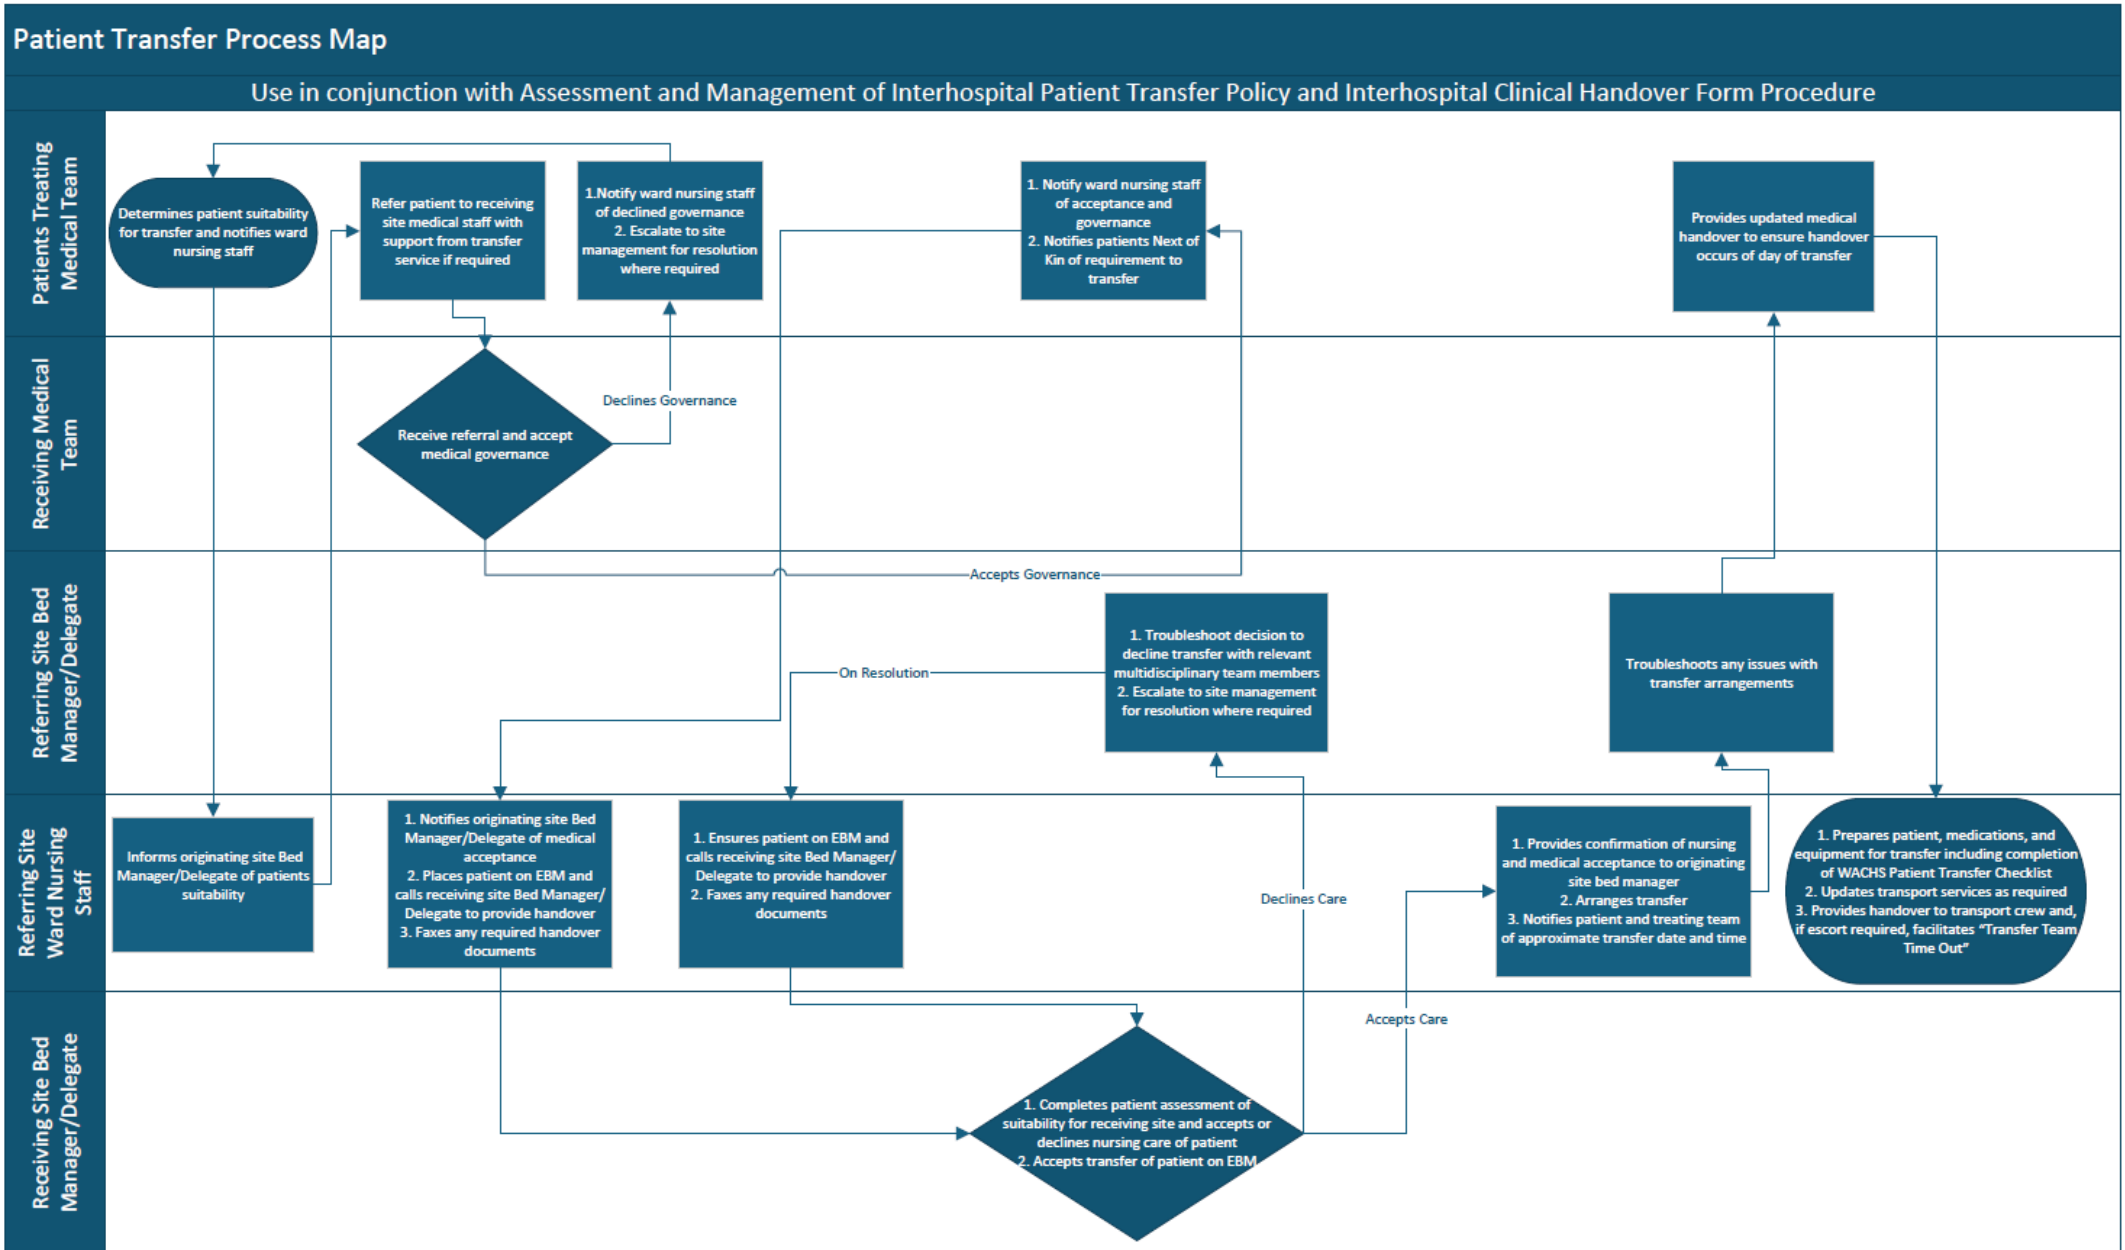 Patient Transfer Process Map
Use in conjunction with Assessment and Management of Interhospital Patient Transfer Policy and Interhospital Clinical Handover Form Procedure
Patients Treating
Medical Team
Determines patient suitability
for transfer and notifies ward
nursing staff
Refer patient to receiving
site medical staff with
support from transfer
service if required
1.Notify ward nursing staff
of declined governance
2. Escalate to site
management for resolution
where required
1. Notify ward nursing staff
of acceptance and
governance
2. Notifies patients Next of
Kin of requirement to
transfer
Provides updated medical
handover to ensure handover
occurs of day of transfer
Receiving Medical
Team
Receive referral and accept
medical governance
Declines Governance
Accepts Governance
Referring Site Bed
Manager/Delegate
On Resolution
1. Troubleshoot decision to
decline transfer with relevant
multidisciplinary team members
2. Escalate to site management
for resolution where required
Troubleshoots any issues with
transfer arrangements
Referring Site
Ward Nursing
Staff
Informs originating site Bed
Manager/Delegate of patients
suitability
1. Notifies originating site Bed
Manager/Delegate of medical
acceptance
2. Places patient on EBM and
calls receiving site Bed Manager/
Delegate to provide handover
3. Faxes any required handover
documents
1. Ensures patient on EBM and
calls receiving site Bed Manager/
Delegate to provide handover
2. Faxes any required handover
documents
Declines Care
1. Provides confirmation of nursing
and medical acceptance to originating
site bed manager
2. Arranges transfer
3. Notifies patient and treating team
of approximate transfer date and time
1. Prepares patient, medications, and
equipment for transfer including completion
of WACHS Patient Transfer Checklist
2. Updates transport services as required
3. Provides handover to transport crew and,
if escort required, facilitates “Transfer Team
Time Out”
Accepts Care
Receiving Site Bed
Manager/Delegate
1. Completes patient assessment of
suitability for receiving site and accepts or
declines nursing care of patient
2. Accepts transfer of patient on EBM